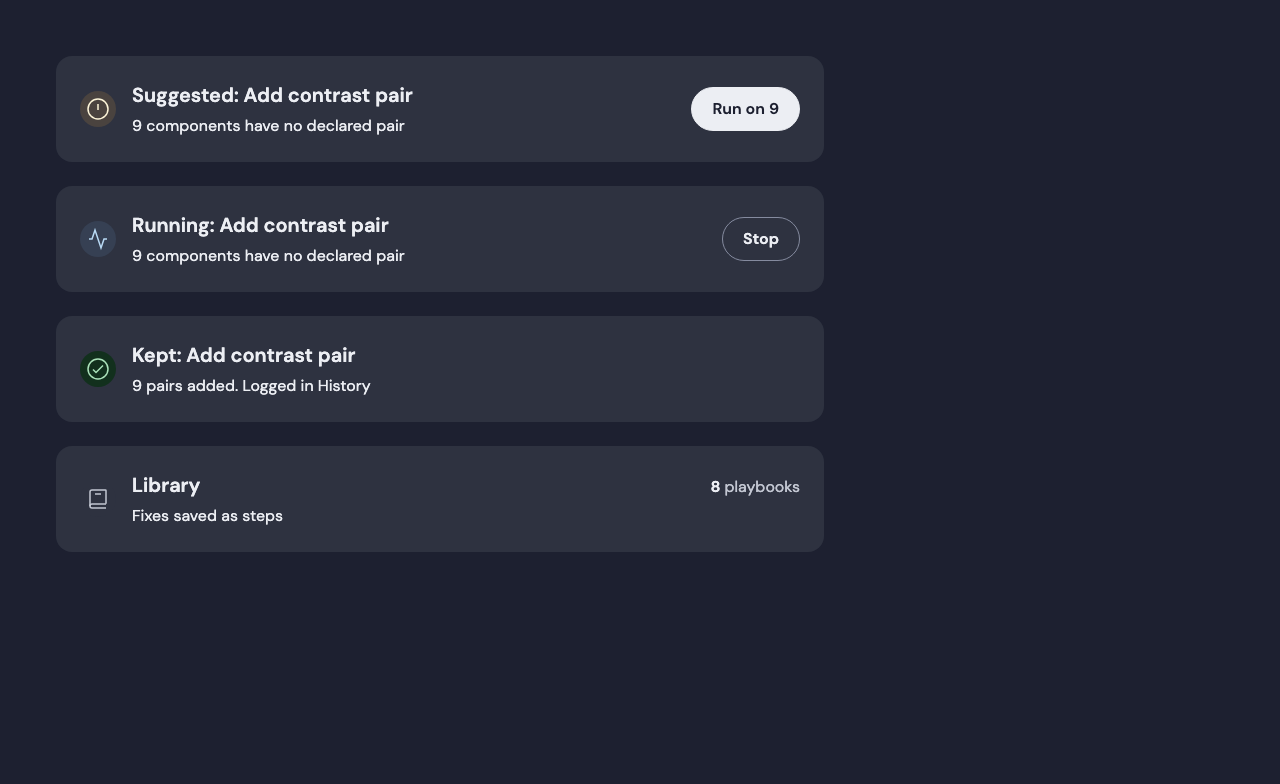 Suggested: Add contrast pair
9 components have no declared pair
Run on 9
Running: Add contrast pair
9 components have no declared pair
Stop
Kept: Add contrast pair
9 pairs added. Logged in History
Library
8 playbooks
Fixes saved as steps